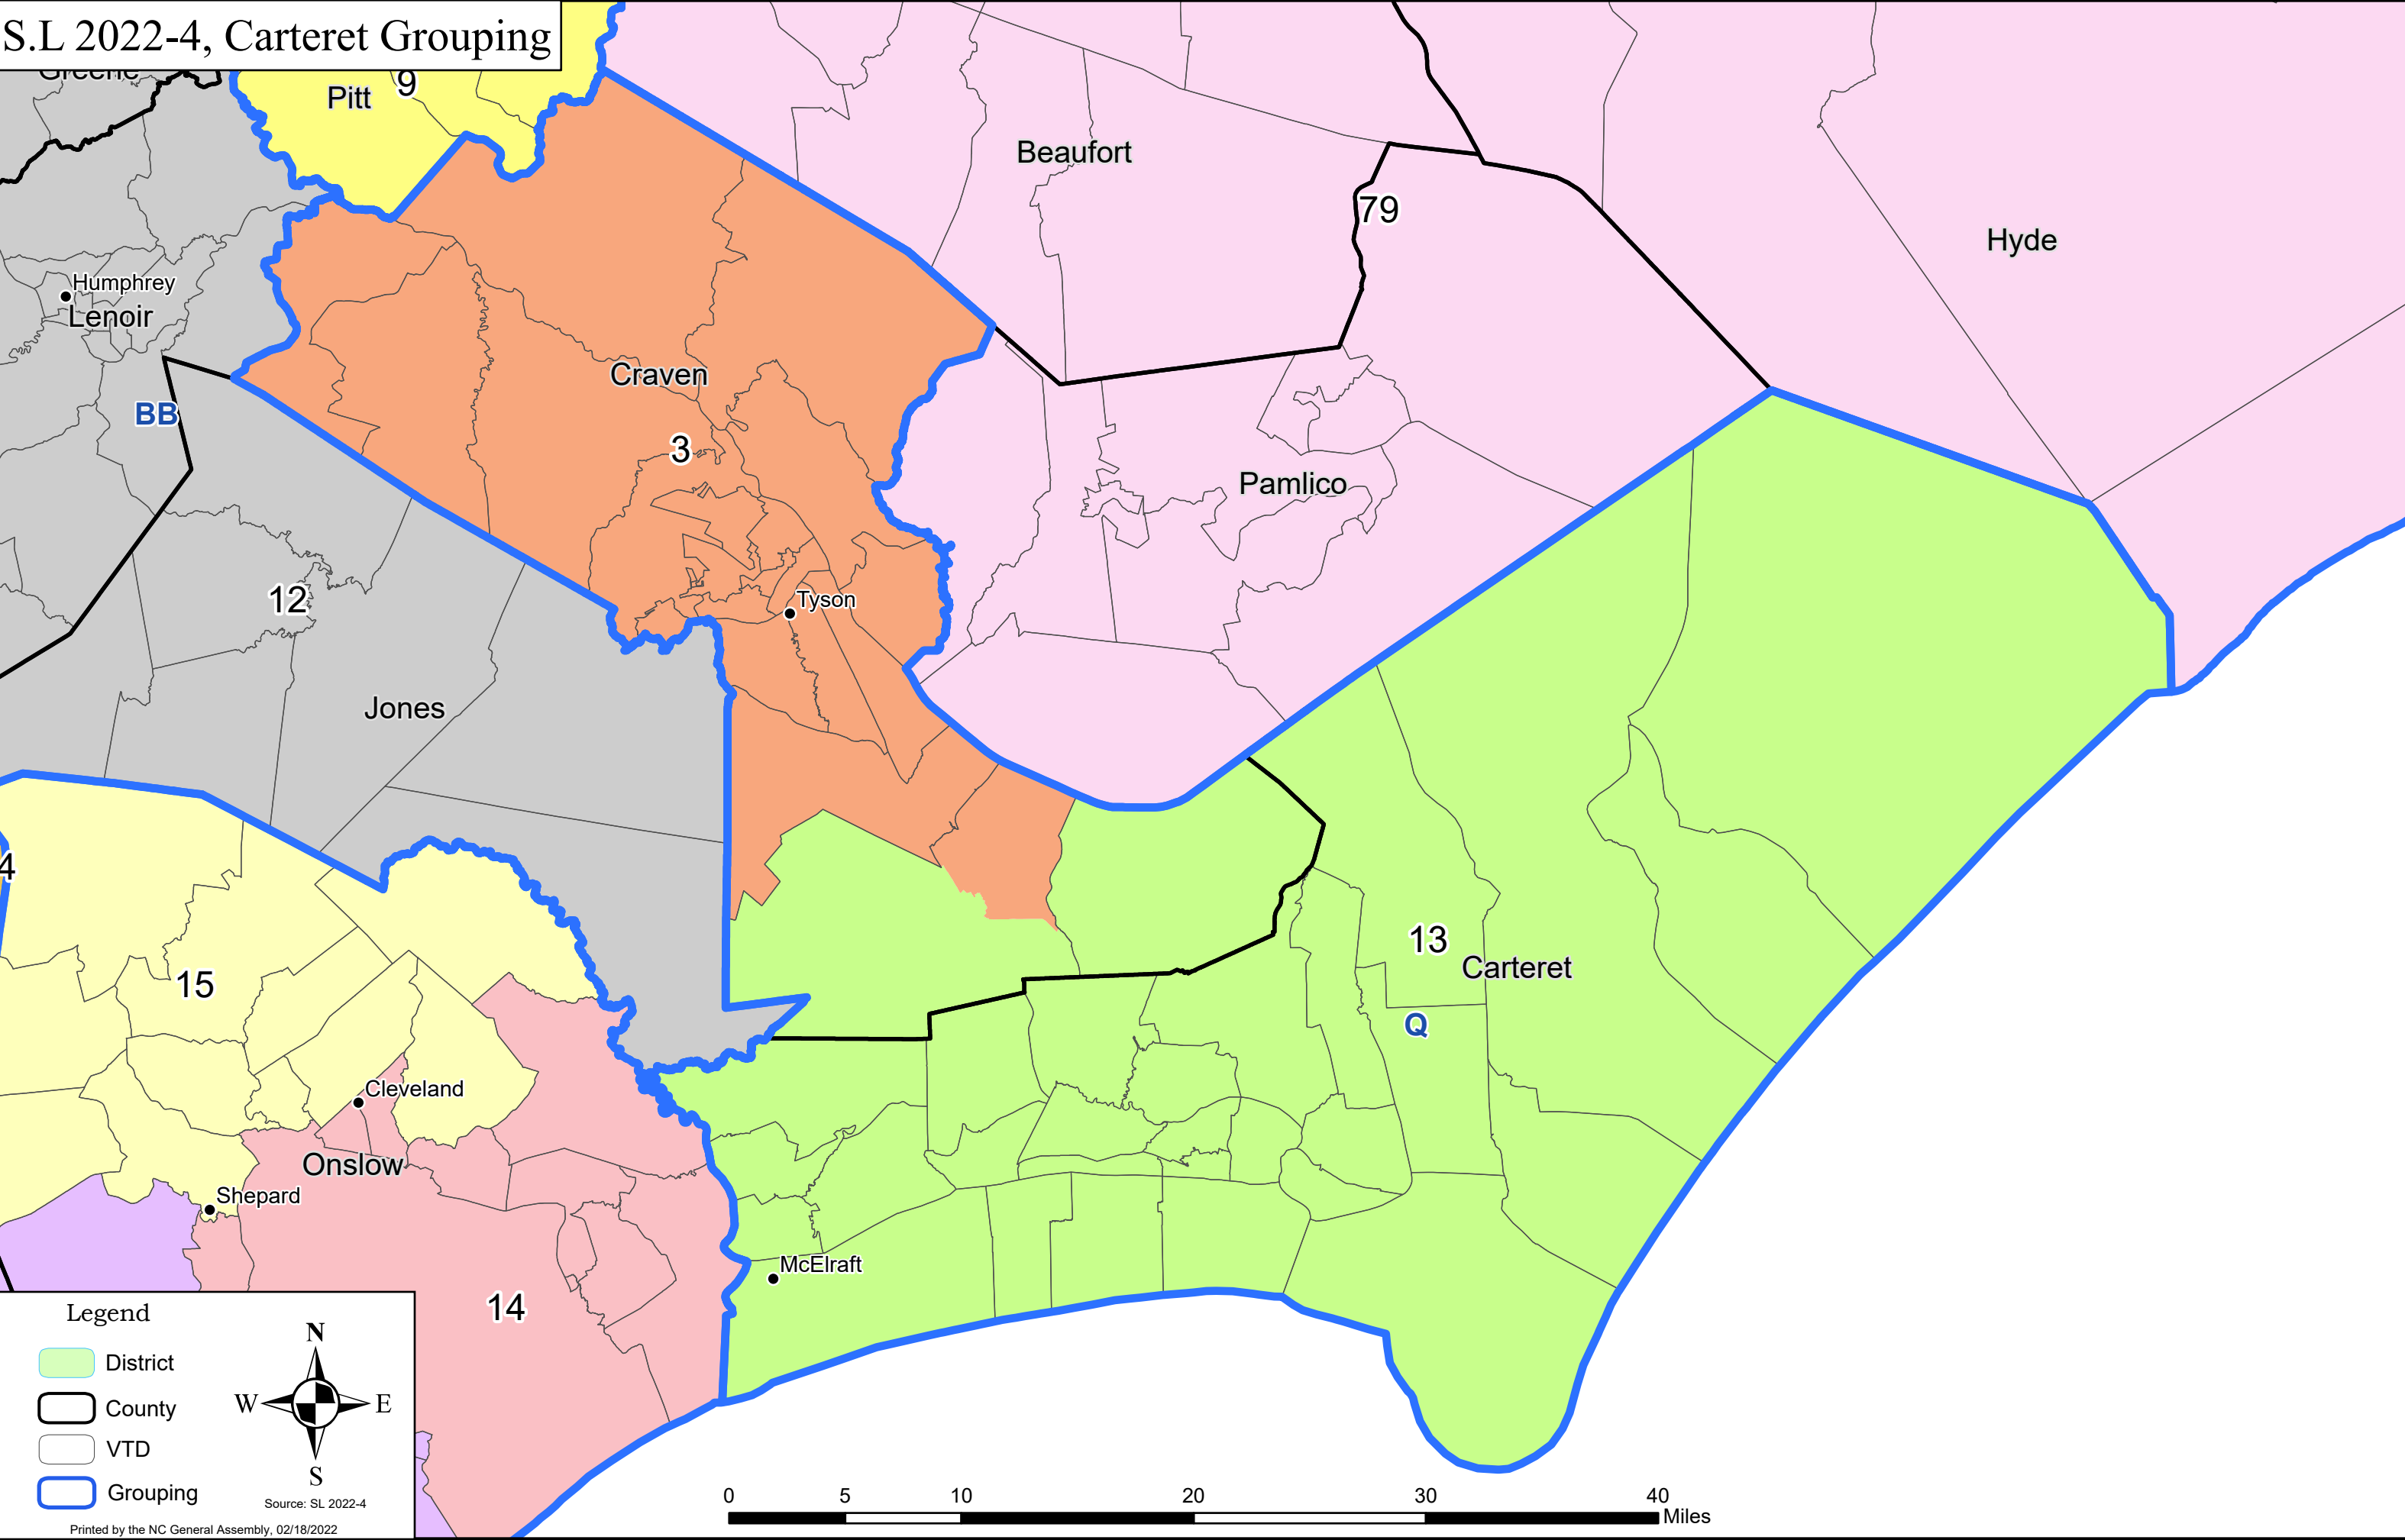 S.L 2022-4, Carteret Grouping
Greene
Pitt
9
Beaufort
79
Hyde
Humphrey
Lenoir
BB
Craven
3
Pamlico
12
Tyson
Jones
4
15
13
Carteret
Q
Cleveland
Onslow
Shepard
McElraft
14
Legend
District
County
VTD
Grouping
N
W E
S
Source: SL 2022-4
Printed by the NC General Assembly, 02/18/2022
0 5 10 20 30 40
Miles